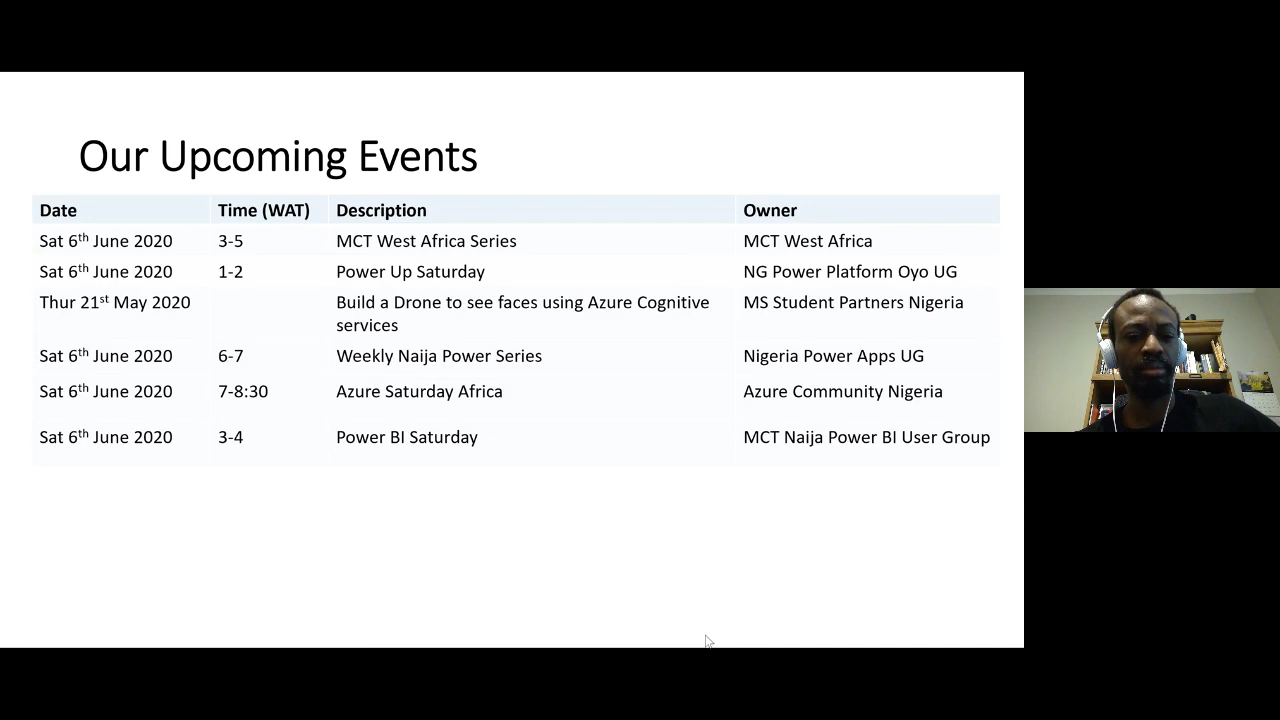 Our Upcoming Events
Date Time (WAT) Description Owner
Sat 6th June 2020 3-5 MCT West Africa Series MCT West Africa
Sat 6th June 2020 1-2 Power Up Saturday NG Power Platform Oyo UG
Thur 21st May 2020 Build a Drone to see faces using Azure Cognitive MS Student Partners Nigeria
services
Sat 6th June 2020 6-7 Weekly Naija Power Series Nigeria Power Apps UG
Sat 6th June 2020 7-8:30 Azure Saturday Africa Azure Community Nigeria
Sat 6th June 2020 3-4 Power BI Saturday MCT Naija Power BI User Group